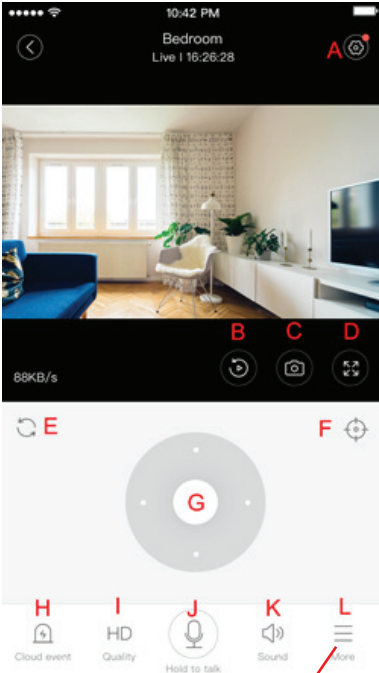 10:42 PM
Bedroom
Live I 16:26:28
A
B C D
88KB/s
E F
G
H I J K L
HD
Cloud event Quality Hold to talk Sound More